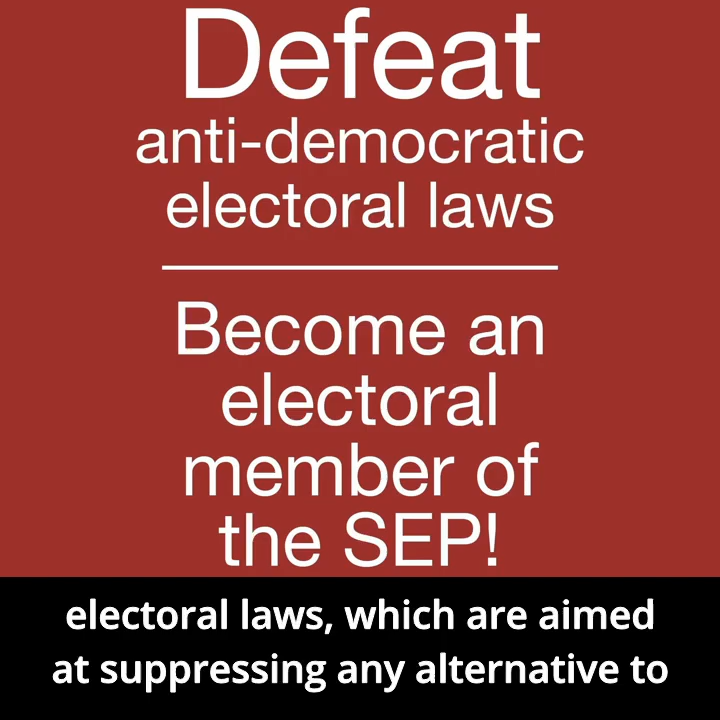 Defeat
anti-democratic
electoral laws
Become an
electoral
member of
the SEP!
electoral laws, which are aimed
at suppressing any alternative to